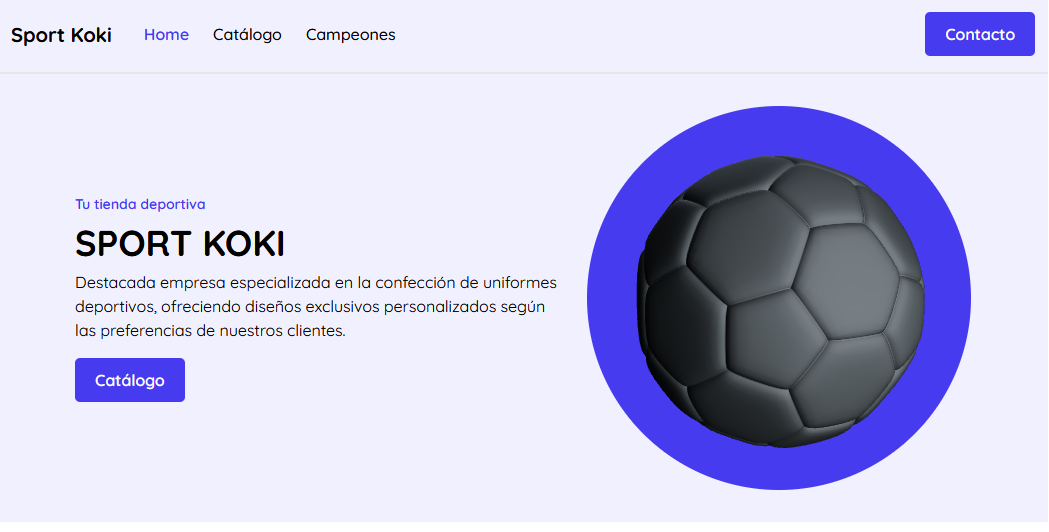 Sport Koki Home Catálogo Campeones Contacto
Tu tienda deportiva
SPORT KOKI
Destacada empresa especializada en la confección de uniformes
deportivos, ofreciendo diseños exclusivos personalizados según
las preferencias de nuestros clientes.
Catálogo